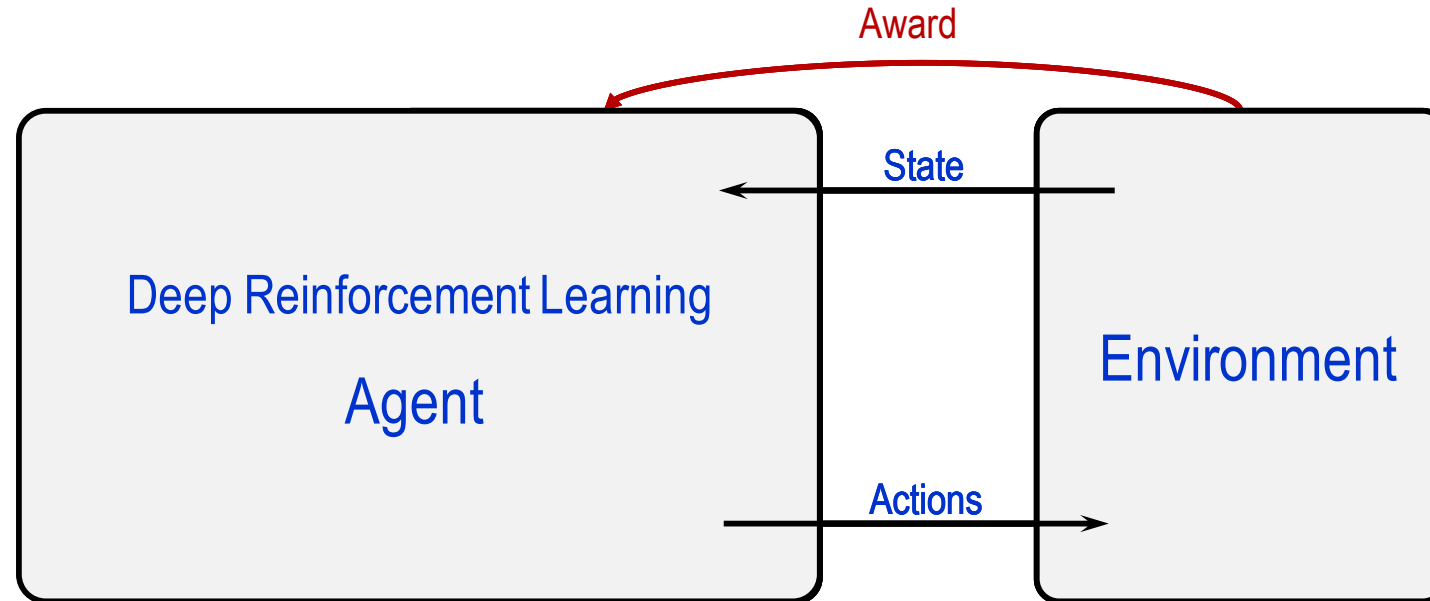 Award
State
Deep Reinforcement Learning
Agent
Environment
Actions